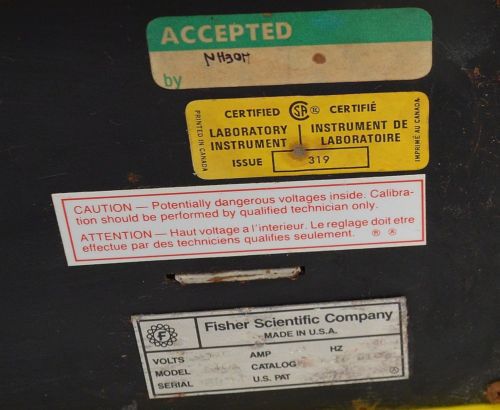 ACCEPTED
by
PRINTED IN CANADA
CERTIFIED SA ® CERTIFIÉ
LABORATORY INSTRUMENT
INSTRUMENT DE LABORATOIRE
ISSUE 319
IMPRIMÉ AU CANADA
CAUTION — Potentially dangerous voltages inside. Calibra-
tion should be performed by qualified technician only.
ATTENTION — Haut voltage a l'interieur. Le reglage doit etre
effectue par des techniciens qualifies seulement. ® A
F
Fisher Scientific Company
MADE IN U.S.A.
VOLTS AMP HZ
MODEL CATALOG
SERIAL U.S. PAT